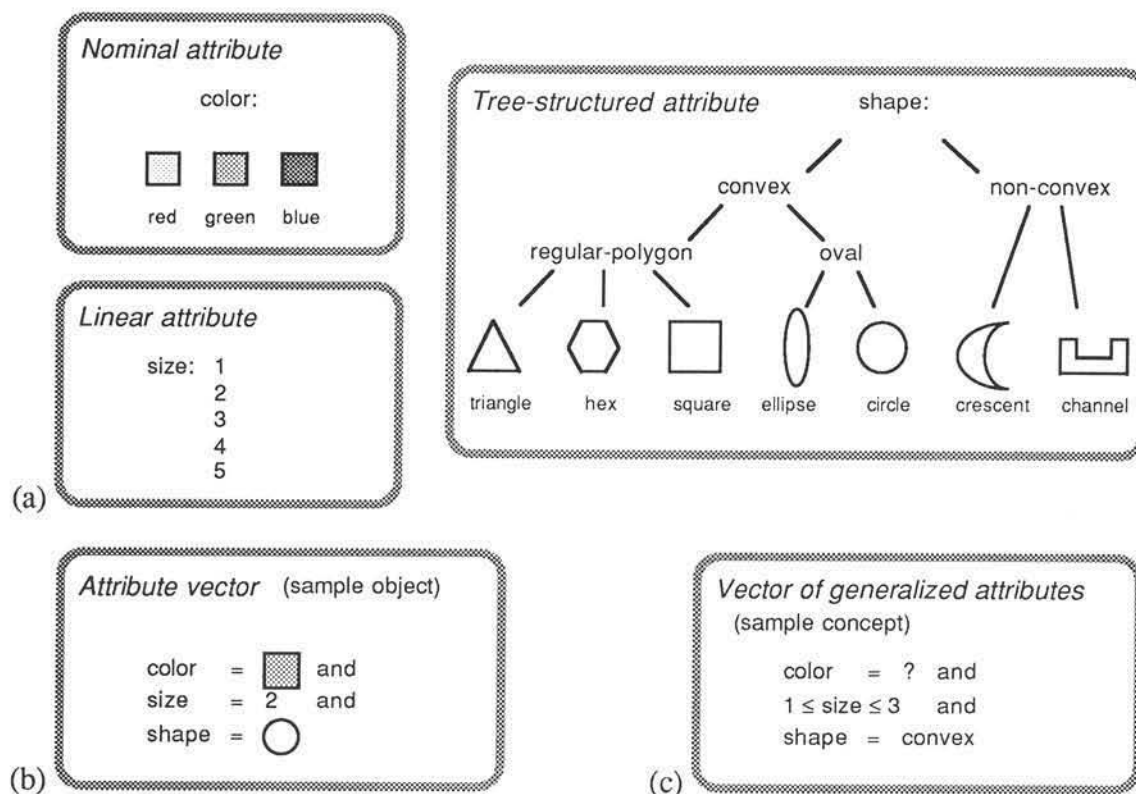 Nominal attribute
color:
red green blue
Linear attribute
size: 1
2
3
4
5
(a)
Tree-structured attribute shape:
convex non-convex
regular-polygon oval
triangle hex square ellipse circle crescent channel
Attribute vector (sample object)
color = and
size = 2 and
shape =
(b)
Vector of generalized attributes
(sample concept)
color = ? and
1 ≤ size ≤ 3 and
shape = convex
(c)